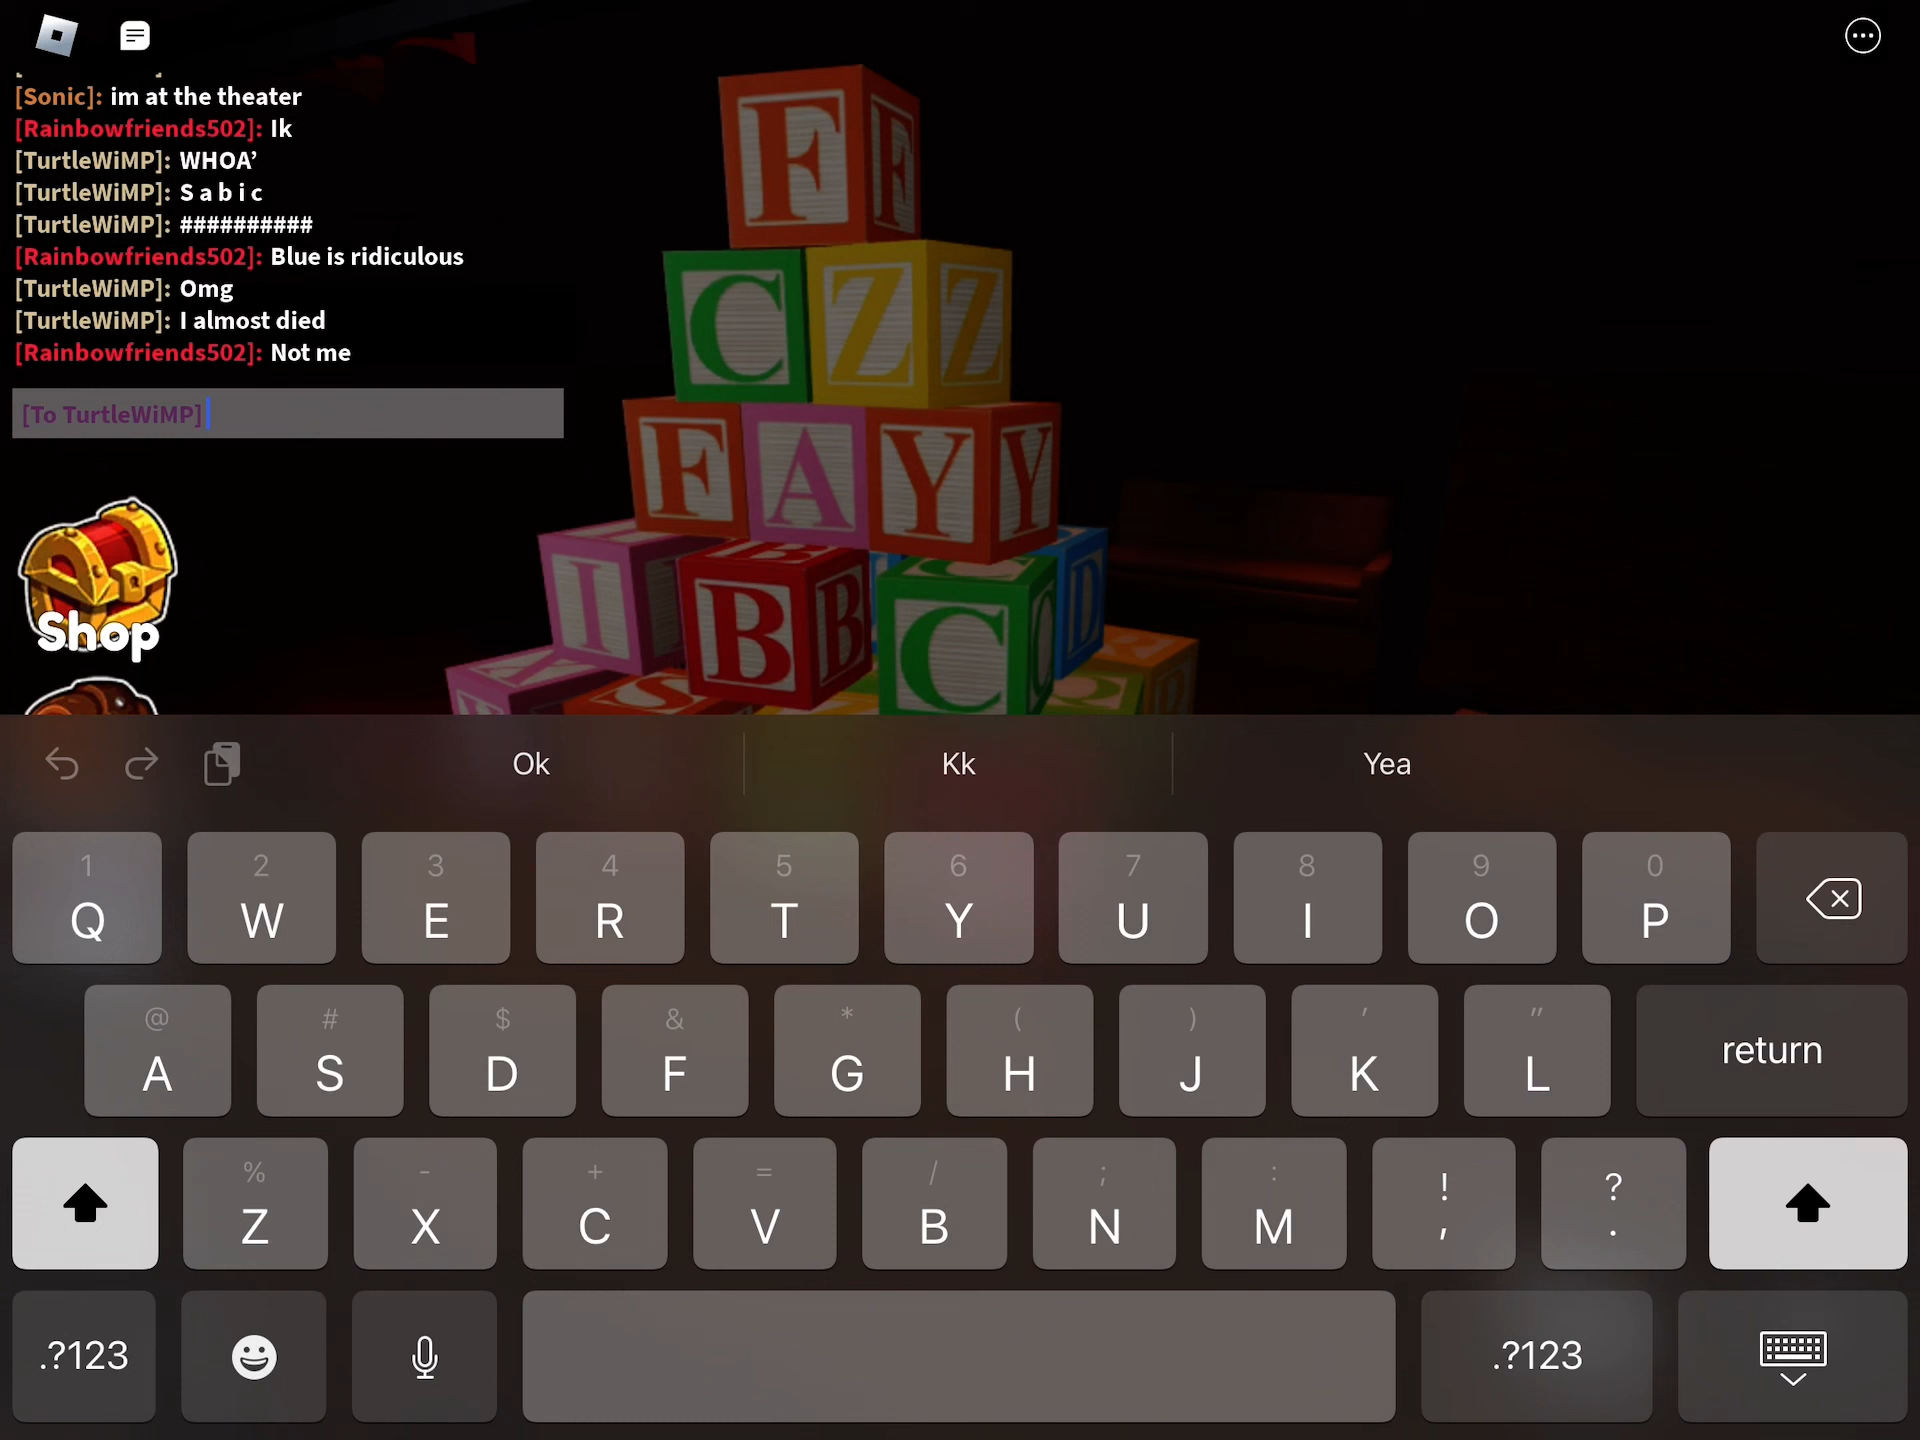 [Sonic]: im at the theater
[Rainbowfriends502]: Ik
[TurtleWiMP]: WHOA’
[TurtleWiMP]: S a b i c
[TurtleWiMP]: ##########
[Rainbowfriends502]: Blue is ridiculous
[TurtleWiMP]: Omg
[TurtleWiMP]: I almost died
[Rainbowfriends502]: Not me
[To TurtleWiMP]
F F
C Z Z
F A Y Y
I B B C D
S
Shop
Ok Kk Yea
1 2 3 4 5 6 7 8 9 0
Q W E R T Y U I O P
@ # $ & * ( ) ' "
A S D F G H J K L return
% - + = / ; : ! ?
Z X C V B N M , .
.?123 .?123